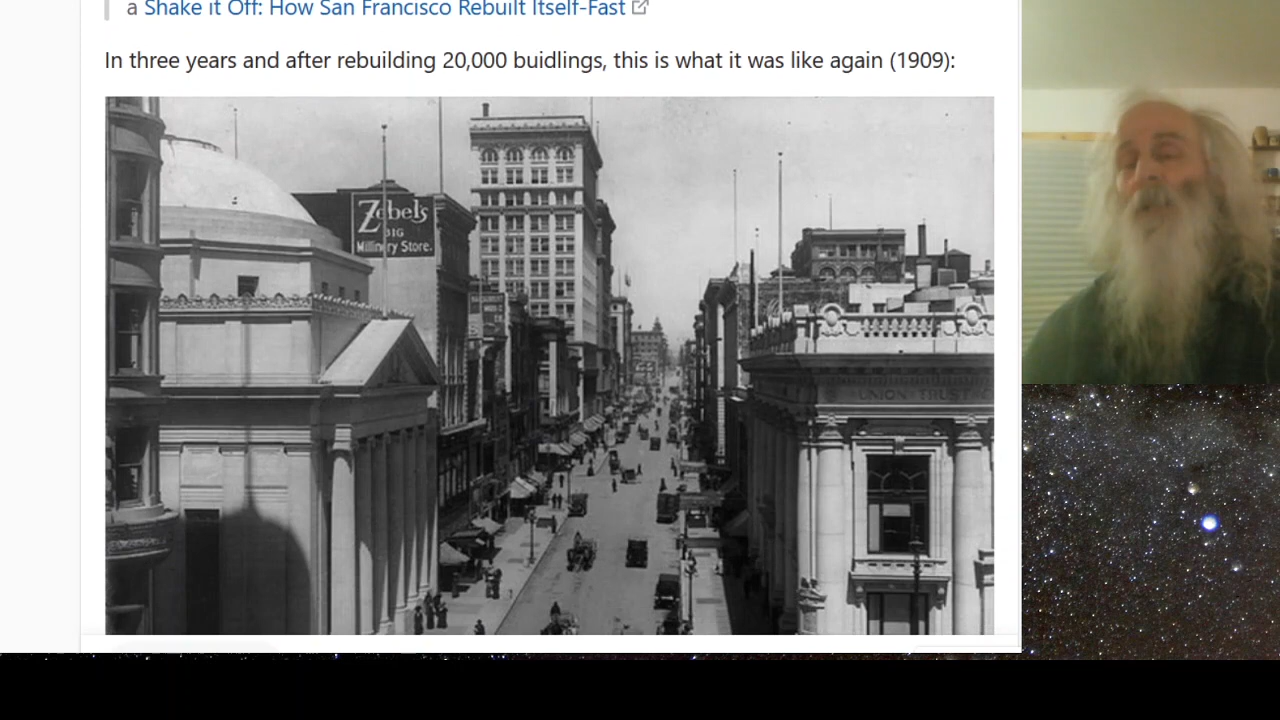 a Shake it Off: How San Francisco Rebuilt Itself-Fast
In three years and after rebuilding 20,000 buidlings, this is what it was like again (1909):
Zobel's
BIG
Millinery Store.
UNION TRUST